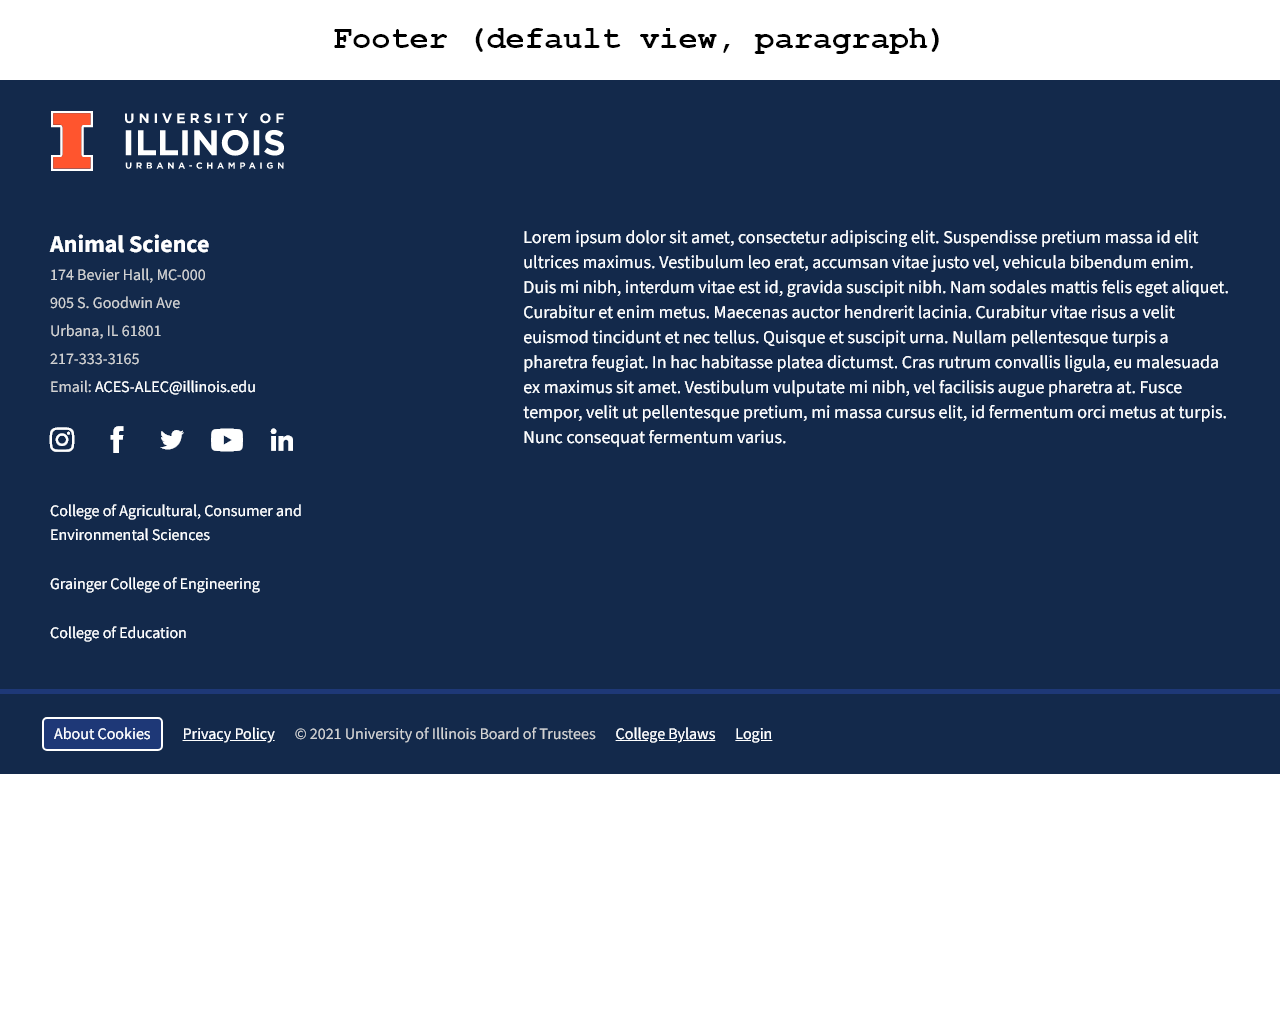 Footer (default view, paragraph)
UNIVERSITY OF
ILLINOIS
URBANA-CHAMPAIGN
Animal Science
174 Bevier Hall, MC-000
905 S. Goodwin Ave
Urbana, IL 61801
217-333-3165
Email: ACES-ALEC@illinois.edu
College of Agricultural, Consumer and
Environmental Sciences
Grainger College of Engineering
College of Education
Lorem ipsum dolor sit amet, consectetur adipiscing elit. Suspendisse pretium massa id elit
ultrices maximus. Vestibulum leo erat, accumsan vitae justo vel, vehicula bibendum enim.
Duis mi nibh, interdum vitae est id, gravida suscipit nibh. Nam sodales mattis felis eget aliquet.
Curabitur et enim metus. Maecenas auctor hendrerit lacinia. Curabitur vitae risus a velit
euismod tincidunt et nec tellus. Quisque et suscipit urna. Nullam pellentesque turpis a
pharetra feugiat. In hac habitasse platea dictumst. Cras rutrum convallis ligula, eu malesuada
ex maximus sit amet. Vestibulum vulputate mi nibh, vel facilisis augue pharetra at. Fusce
tempor, velit ut pellentesque pretium, mi massa cursus elit, id fermentum orci metus at turpis.
Nunc consequat fermentum varius.
About Cookies Privacy Policy © 2021 University of Illinois Board of Trustees College Bylaws Login